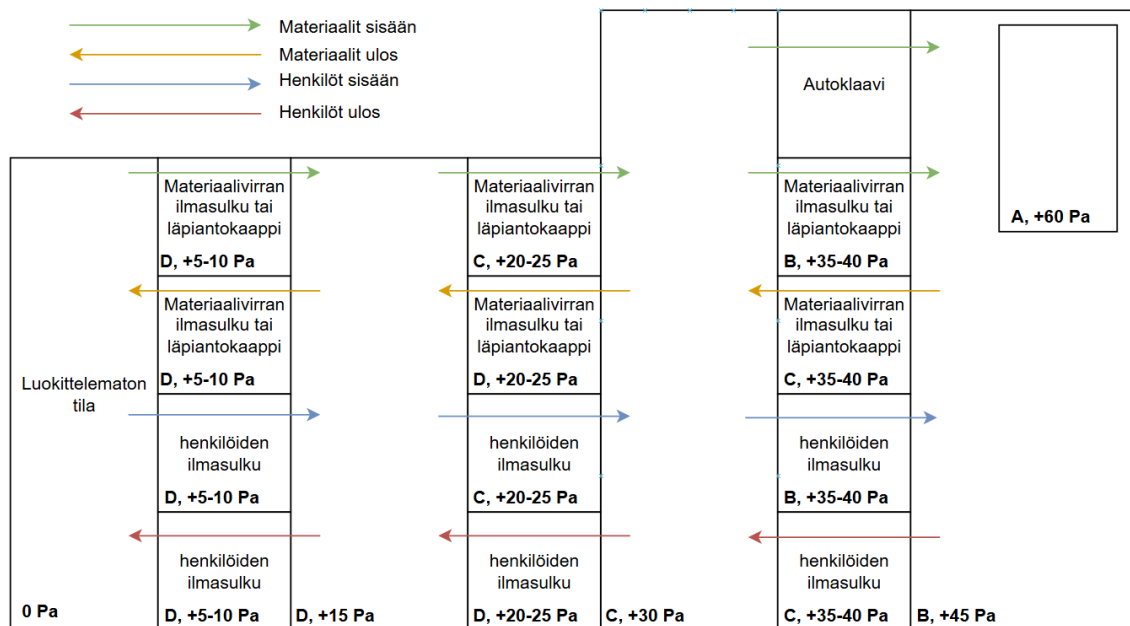 Materiaalit sisään
Materiaalit ulos
Henkilöt sisään
Henkilöt ulos
Luokittelematon
tila
0 Pa
Materiaalivirran
ilmasulku tai
läpiantokaappi
D, +5-10 Pa
Materiaalivirran
ilmasulku tai
läpiantokaappi
D, +5-10 Pa
henkilöiden
ilmasulku
D, +5-10 Pa
henkilöiden
ilmasulku
D, +5-10 Pa
D, +15 Pa
Materiaalivirran
ilmasulku tai
läpiantokaappi
C, +20-25 Pa
Materiaalivirran
ilmasulku tai
läpiantokaappi
D, +20-25 Pa
henkilöiden
ilmasulku
C, +20-25 Pa
henkilöiden
ilmasulku
D, +20-25 Pa
C, +30 Pa
Autoklaavi
Materiaalivirran
ilmasulku tai
läpiantokaappi
B, +35-40 Pa
Materiaalivirran
ilmasulku tai
läpiantokaappi
C, +35-40 Pa
henkilöiden
ilmasulku
B, +35-40 Pa
henkilöiden
ilmasulku
C, +35-40 Pa
B, +45 Pa
A, +60 Pa